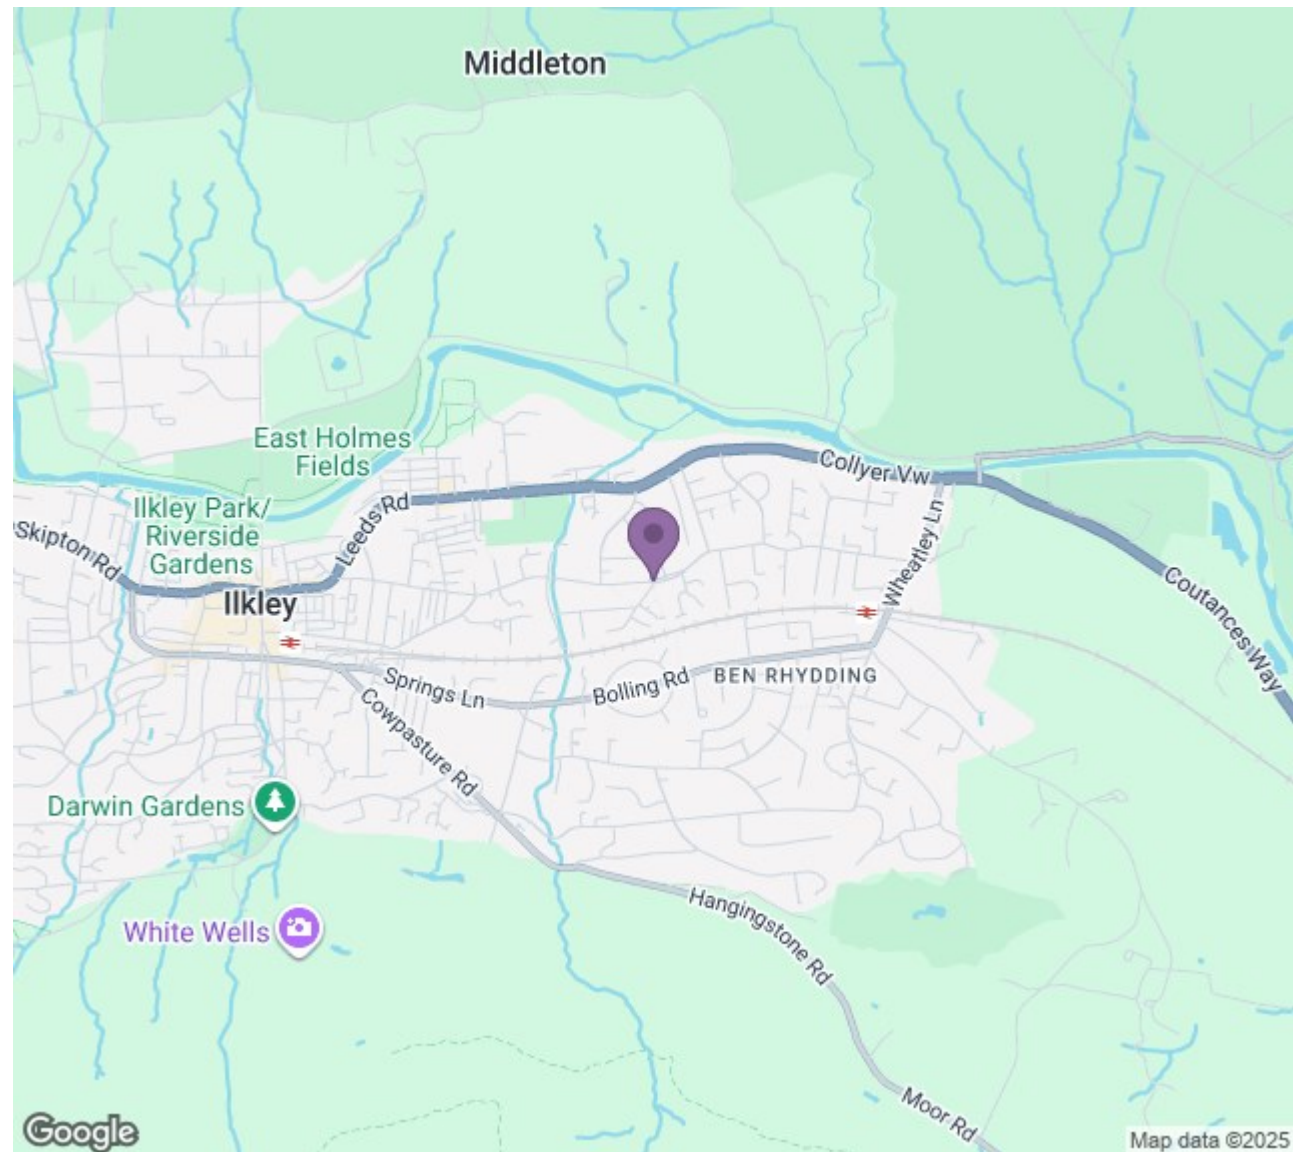 Middleton
East Holmes
Fields
Collyer Vw
Ilkley Park/
Riverside
Gardens
Leeds Rd
Skipton Rd
Wheatley Ln
Coutances Way
Ilkley
Springs Ln
Bolling Rd
BEN RHYDDING
Cowpasture Rd
Darwin Gardens
White Wells
Hangingstone Rd
Moor Rd
Google
Map data ©2025